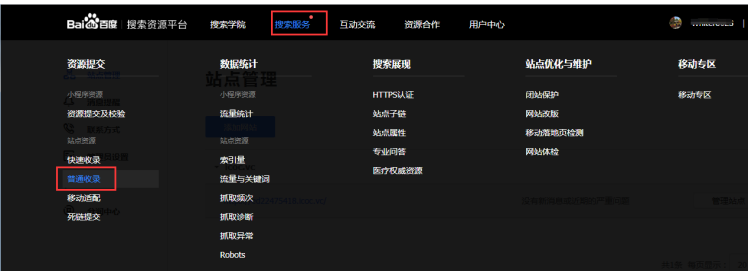 Bai du 百度 搜索资源平台 搜索学院 搜索服务 互动交流 资源合作 用户中心
资源提交
小程序资源
资源提交及校验
站点资源
快速收录
普通收录
移动适配
死链提交
数据统计
小程序资源
流量统计
站点资源
索引量
流量与关键词
抓取频次
抓取诊断
抓取异常
Robots
搜索展现
HTTPS认证
站点子链
站点属性
专业问答
医疗权威资源
站点优化与维护
闭站保护
网站改版
移动落地页检测
网站体检
移动专区
移动专区
站点管理